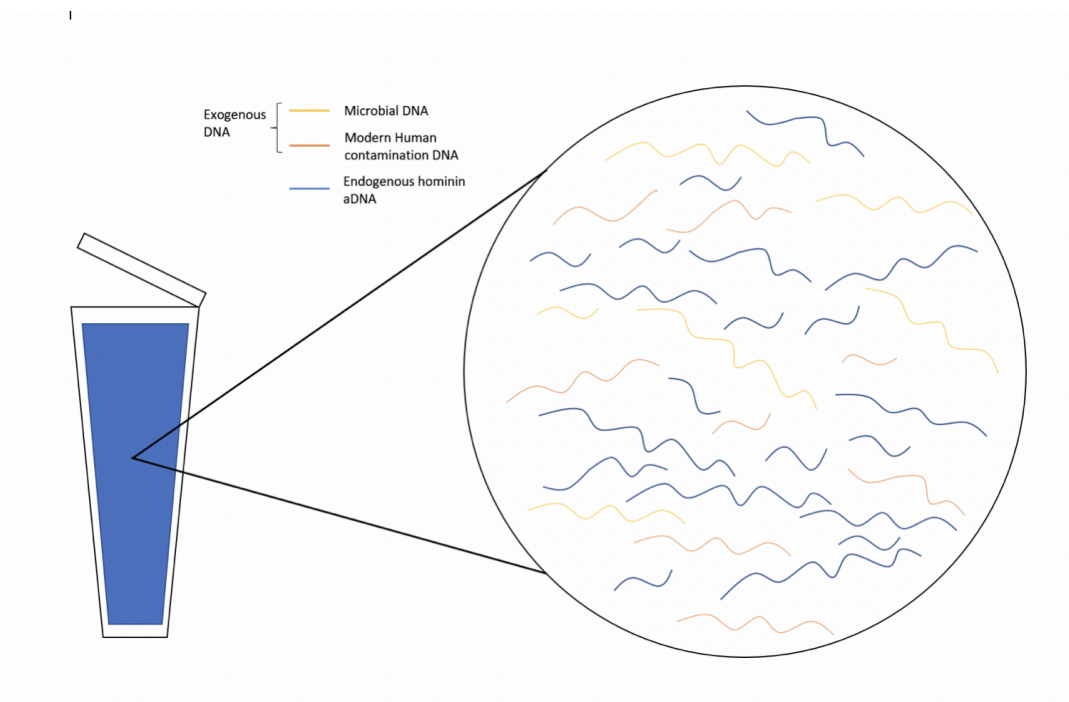 Exogenous
DNA
Microbial DNA
Modern Human
contamination DNA
Endogenous hominin
aDNA